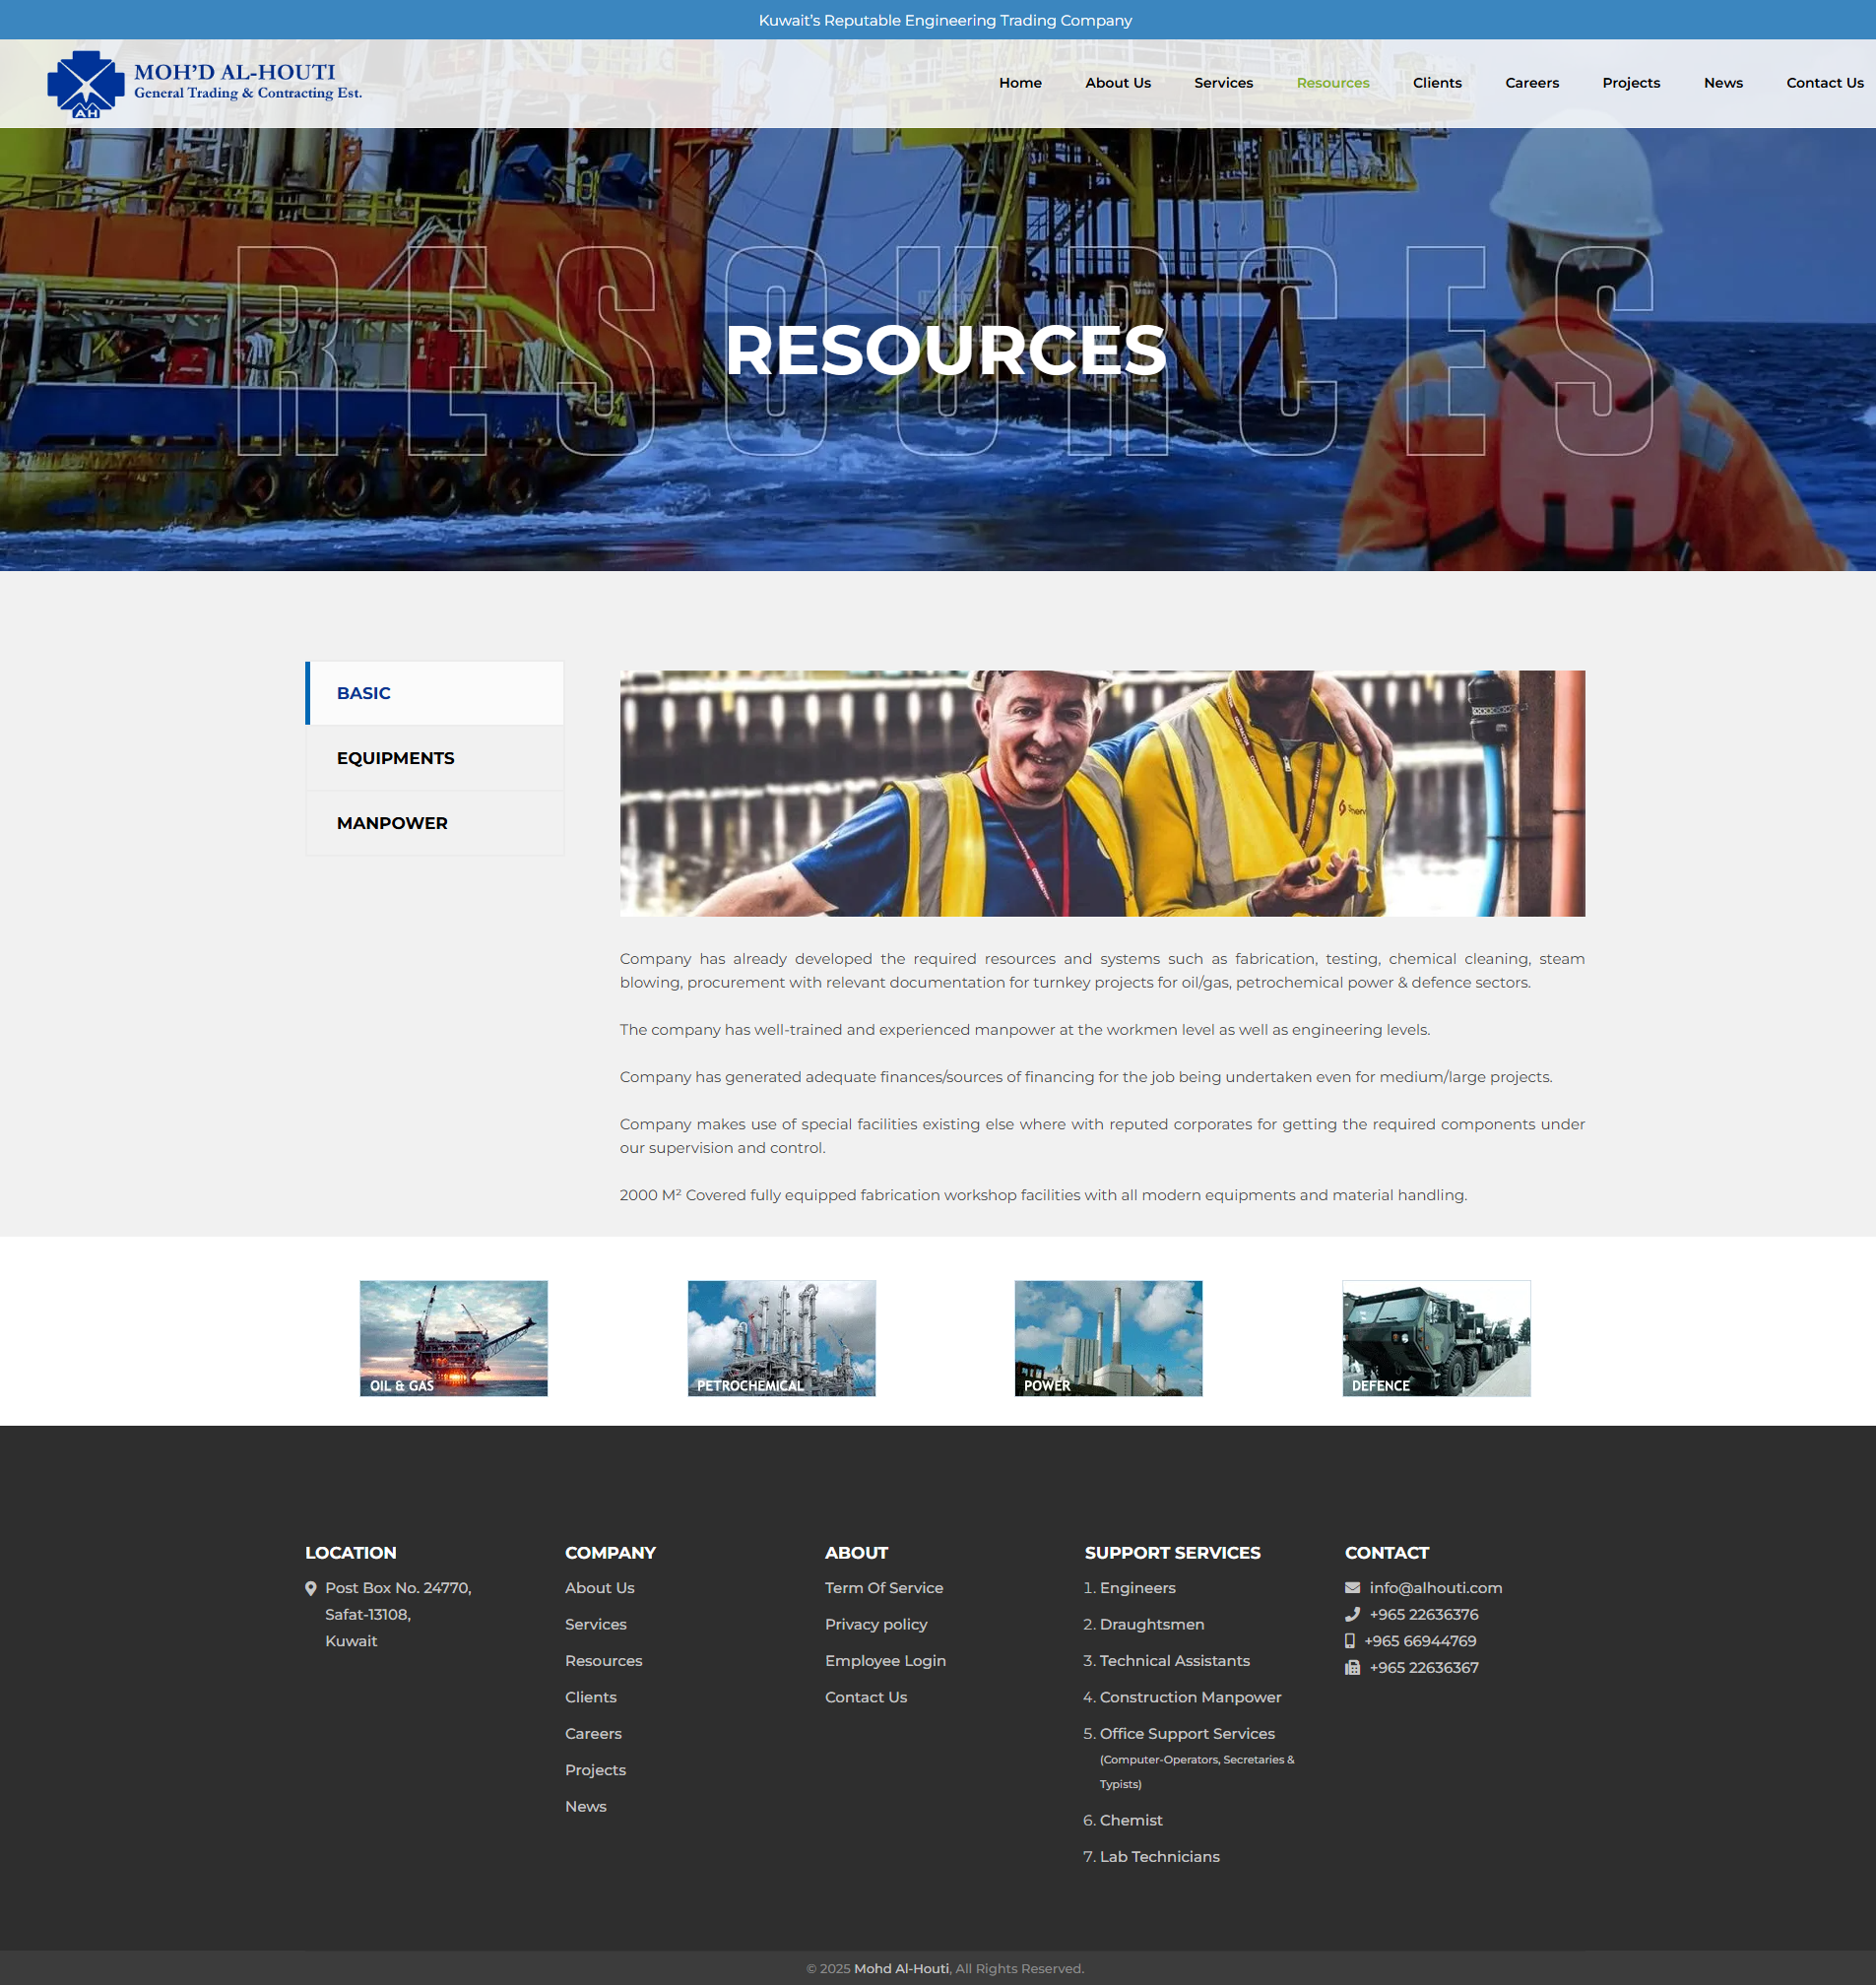 Kuwait’s Reputable Engineering Trading Company
MOH’D AL-HOUTI
General Trading & Contracting Est.
AH
Home
About Us
Services
Resources
Clients
Careers
Projects
News
Contact Us
RESOURCES
RESOURCES
BASIC
EQUIPMENTS
MANPOWER
Company has already developed the required resources and systems such as fabrication, testing, chemical cleaning, steam
blowing, procurement with relevant documentation for turnkey projects for oil/gas, petrochemical power & defence sectors.
The company has well-trained and experienced manpower at the workmen level as well as engineering levels.
Company has generated adequate finances/sources of financing for the job being undertaken even for medium/large projects.
Company makes use of special facilities existing else where with reputed corporates for getting the required components under
our supervision and control.
2000 M² Covered fully equipped fabrication workshop facilities with all modern equipments and material handling.
OIL & GAS
PETROCHEMICAL
POWER
DEFENCE
LOCATION
Post Box No. 24770,
Safat-13108,
Kuwait
COMPANY
About Us
Services
Resources
Clients
Careers
Projects
News
ABOUT
Term Of Service
Privacy policy
Employee Login
Contact Us
SUPPORT SERVICES
1. Engineers
2. Draughtsmen
3. Technical Assistants
4. Construction Manpower
5. Office Support Services
(Computer-Operators, Secretaries &
Typists)
6. Chemist
7. Lab Technicians
CONTACT
info@alhouti.com
+965 22636376
+965 66944769
+965 22636367
© 2025 Mohd Al-Houti, All Rights Reserved.